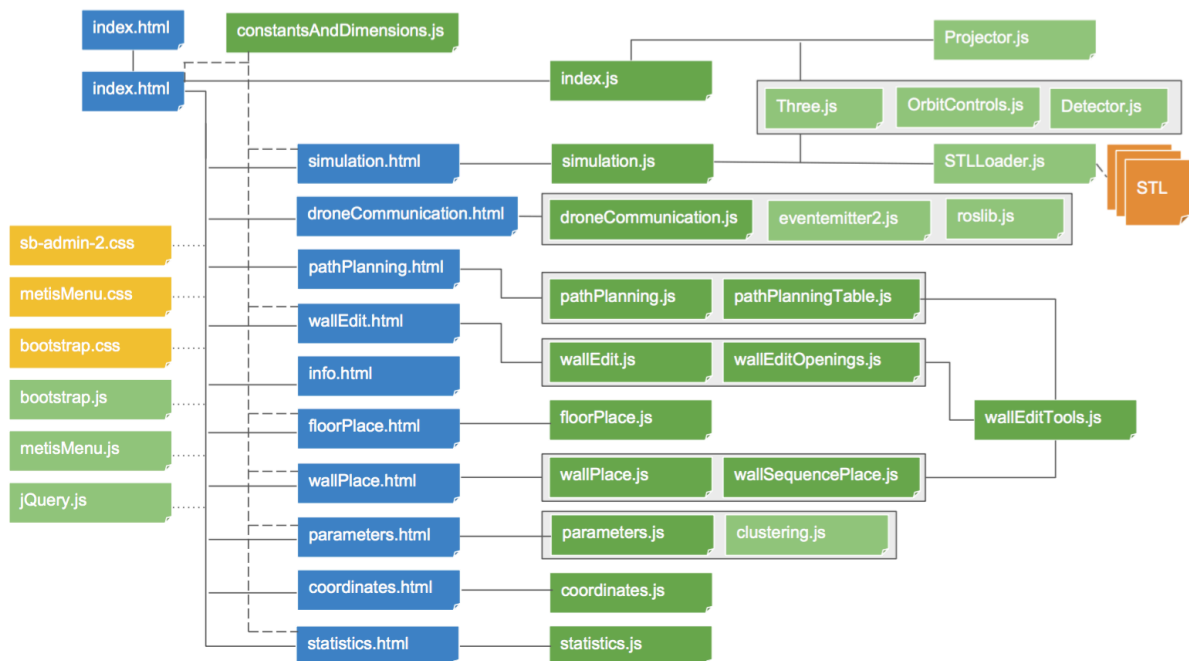 index.html
constantsAndDimensions.js
Projector.js
index.html
index.js
Three.js
OrbitControls.js
Detector.js
simulation.html
simulation.js
STLLoader.js
STL
droneCommunication.html
droneCommunication.js
eventemitter2.js
roslib.js
sb-admin-2.css
pathPlanning.html
pathPlanning.js
pathPlanningTable.js
metisMenu.css
wallEdit.html
bootstrap.css
wallEdit.js
wallEditOpenings.js
info.html
bootstrap.js
floorPlace.html
floorPlace.js
wallEditTools.js
metisMenu.js
wallPlace.html
wallPlace.js
wallSequencePlace.js
jQuery.js
parameters.html
parameters.js
clustering.js
coordinates.html
coordinates.js
statistics.html
statistics.js